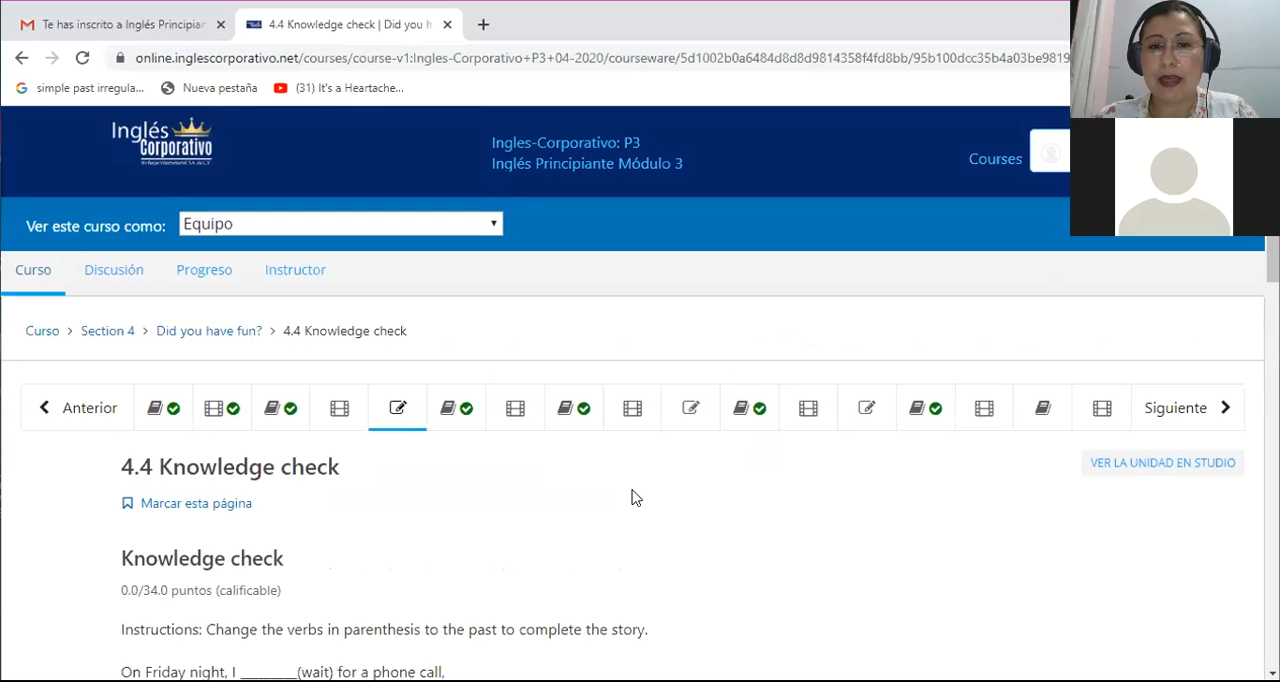 Te has inscrito a Inglés Principian
4.4 Knowledge check | Did you h
online.inglescorporativo.net/courses/course-v1:Ingles-Corporativo+P3+04-2020/courseware/5d1002b0a6484d8d8d9814358f4fd8bb/95b100dcc35b4a03be9819
simple past irregula...
Nueva pestaña
(31) It's a Heartache...
Inglés
Corporativo
Ingles-Corporativo: P3
Inglés Principiante Módulo 3
Courses
Ver este curso como:
Equipo
Curso
Discusión
Progreso
Instructor
Curso > Section 4 > Did you have fun? > 4.4 Knowledge check
Anterior
Siguiente
4.4 Knowledge check
VER LA UNIDAD EN STUDIO
Marcar esta página
Knowledge check
0.0/34.0 puntos (calificable)
Instructions: Change the verbs in parenthesis to the past to complete the story.
On Friday night, I ________(wait) for a phone call,